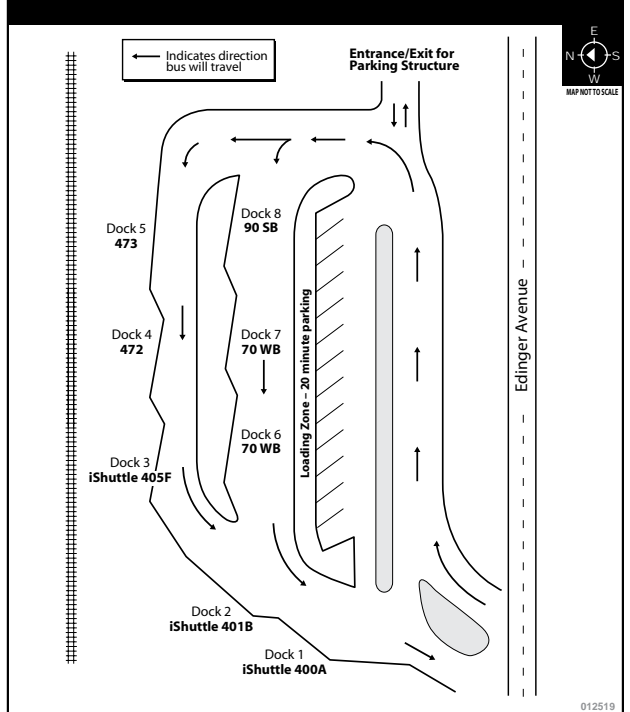 Indicates direction
bus will travel
Entrance/Exit for
Parking Structure
E
N
S
W
MAP NOT TO SCALE
Dock 8
90 SB
Dock 5
473
Dock 4
472
Dock 7
70 WB
Dock 6
70 WB
Loading Zone – 20 minute parking
Edinger Avenue
Dock 3
iShuttle 405F
Dock 2
iShuttle 401B
Dock 1
iShuttle 400A
012519